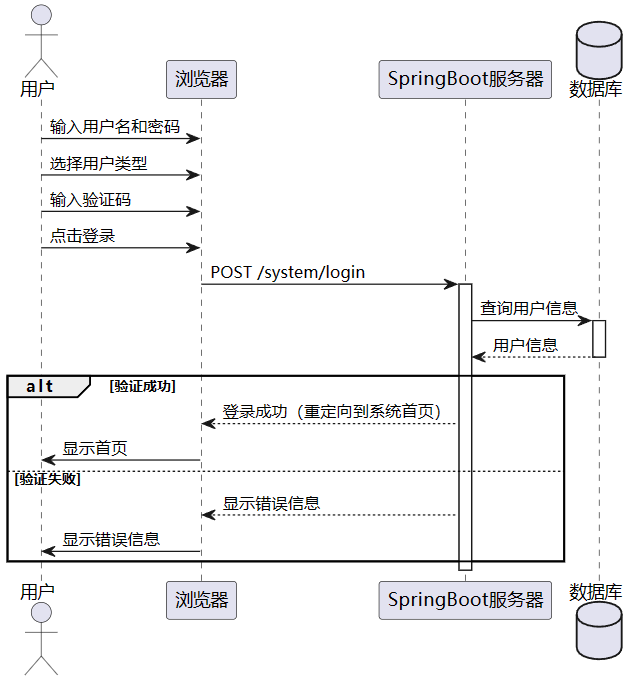 用户
浏览器
SpringBoot服务器
数据库
输入用户名和密码
选择用户类型
输入验证码
点击登录
POST /system/login
查询用户信息
用户信息
alt [验证成功]
登录成功（重定向到系统首页）
显示首页
[验证失败]
显示错误信息
显示错误信息
用户
浏览器
SpringBoot服务器
数据库